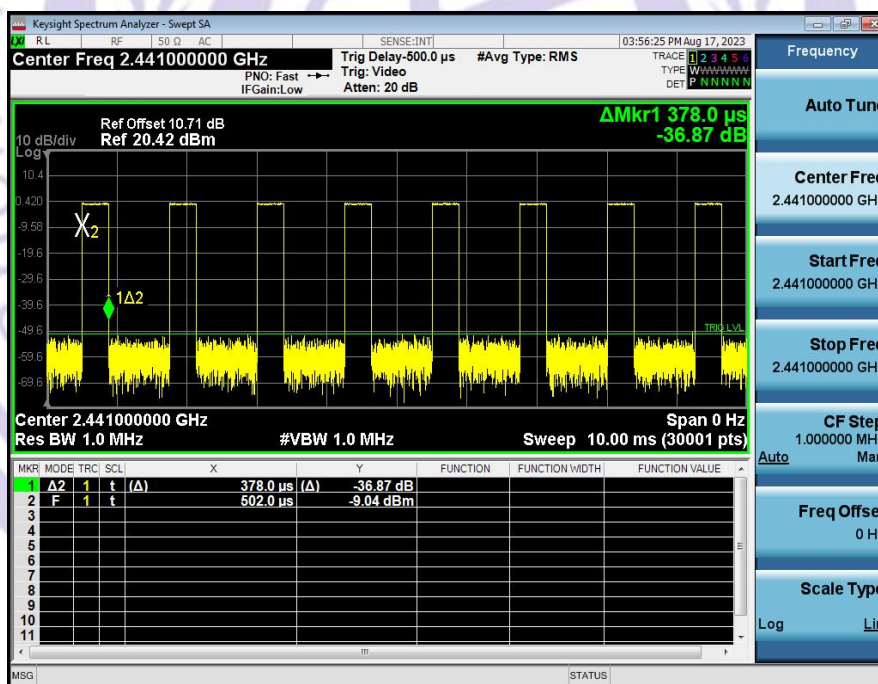 Keysight Spectrum Analyzer - Swept SA
LXI RL RF 50 Ω AC SENSE:INT 03:56:25 PM Aug 17, 2023
Center Freq 2.441000000 GHz
Trig Delay-500.0 µs #Avg Type: RMS TRACE 1 2 3 4 5 6
PNO: Fast Trig: Video TYPE WWWWWWW
IFGain:Low Atten: 20 dB DET P N N N N N
ΔMkr1 378.0 µs
-36.87 dB
Ref Offset 10.71 dB
10 dB/div Ref 20.42 dBm
Log
10.4
0.420
-9.58
-19.6
-29.6
-39.6
-49.6
-59.6
-69.6
X2
1Δ2
TRIG LVL
Center 2.441000000 GHz Span 0 Hz
Res BW 1.0 MHz #VBW 1.0 MHz Sweep 10.00 ms (30001 pts)
MKR MODE TRC SCL X Y FUNCTION FUNCTION WIDTH FUNCTION VALUE
1 Δ2 1 t (Δ) 378.0 µs (Δ) -36.87 dB
2 F 1 t 502.0 µs -9.04 dBm
3
4
5
6
7
8
9
10
11
MSG STATUS
Frequency
Auto Tune
Center Freq
2.441000000 GH
Start Freq
2.441000000 GH
Stop Freq
2.441000000 GH
CF Step
1.000000 MH
Auto Man
Freq Offse
0 H
Scale Type
Log Lin